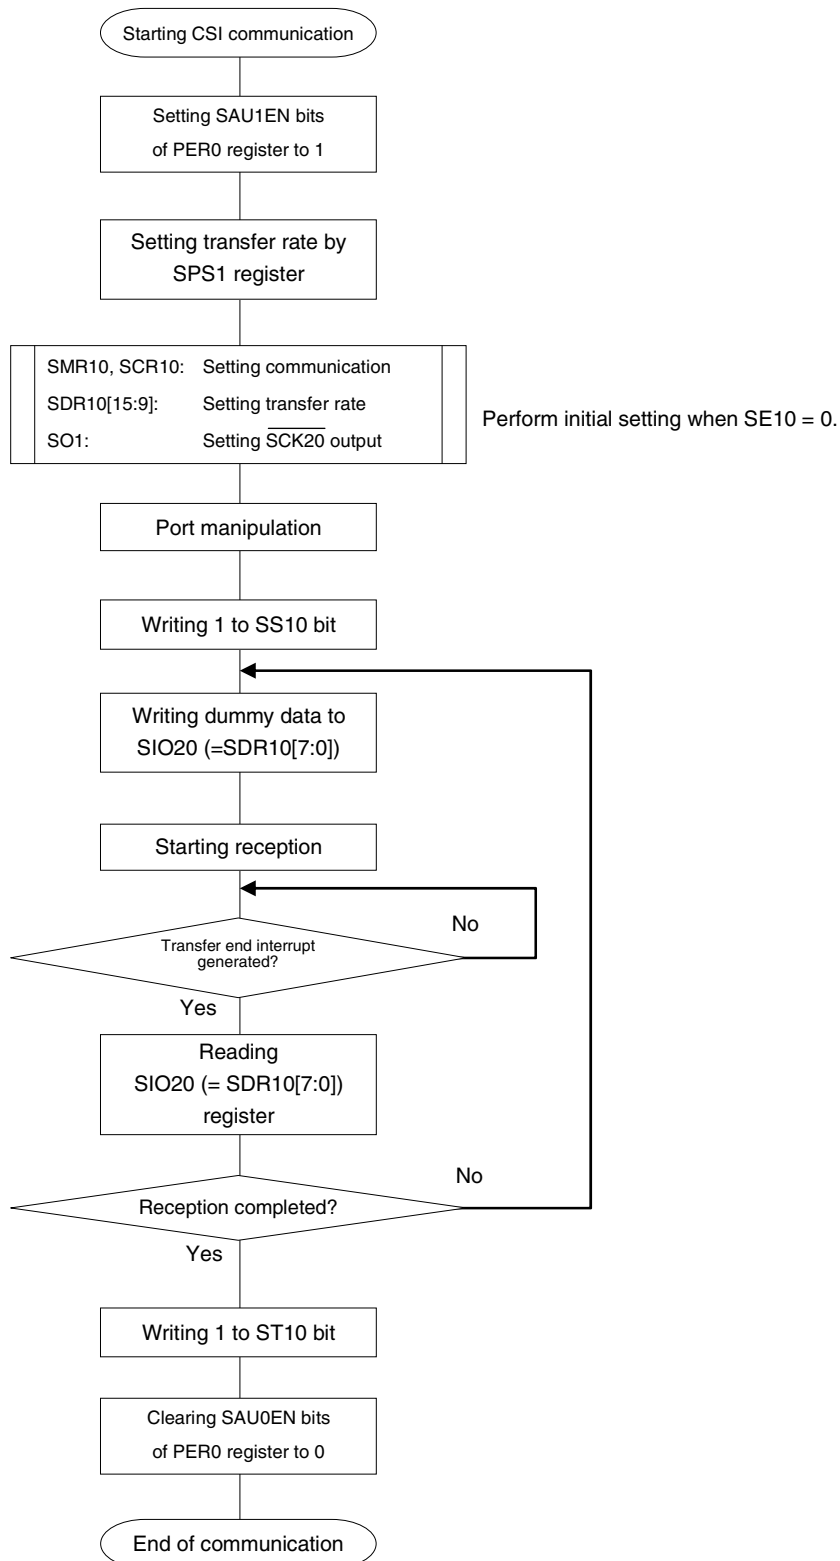 Starting CSI communication
Setting SAU1EN bits
of PER0 register to 1
Setting transfer rate by
SPS1 register
SMR10, SCR10: Setting communication
SDR10[15:9]: Setting transfer rate
SO1: Setting SCK20 output
Perform initial setting when SE10 = 0.
Port manipulation
Writing 1 to SS10 bit
Writing dummy data to
SIO20 (=SDR10[7:0])
Starting reception
No
Transfer end interrupt
generated?
Yes
Reading
SIO20 (= SDR10[7:0])
register
No
Reception completed?
Yes
Writing 1 to ST10 bit
Clearing SAU0EN bits
of PER0 register to 0
End of communication